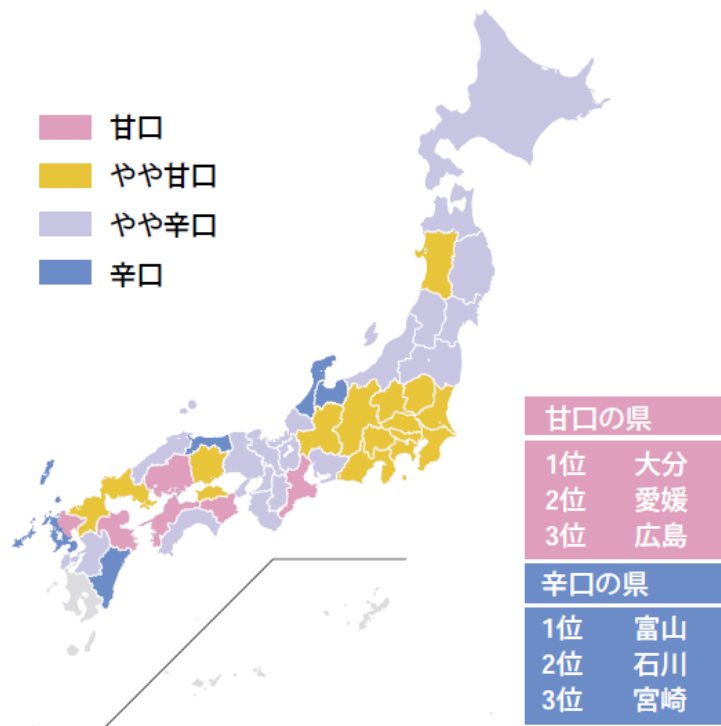 甘口
やや甘口
やや辛口
辛口
甘口の県
1位 大分
2位 愛媛
3位 広島
辛口の県
1位 富山
2位 石川
3位 宮崎